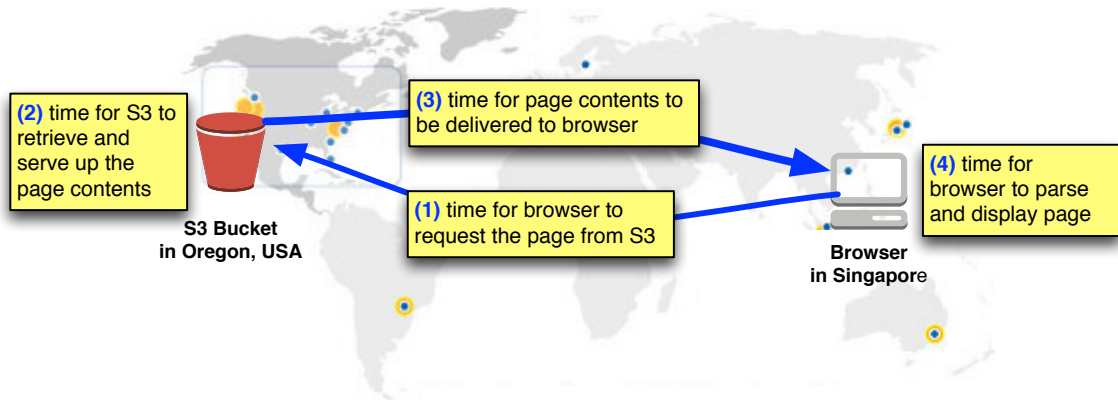 (2) time for S3 to
retrieve and
serve up the
page contents
(3) time for page contents to
be delivered to browser
(1) time for browser to
request the page from S3
(4) time for
browser to parse
and display page
S3 Bucket
in Oregon, USA
Browser
in Singapore